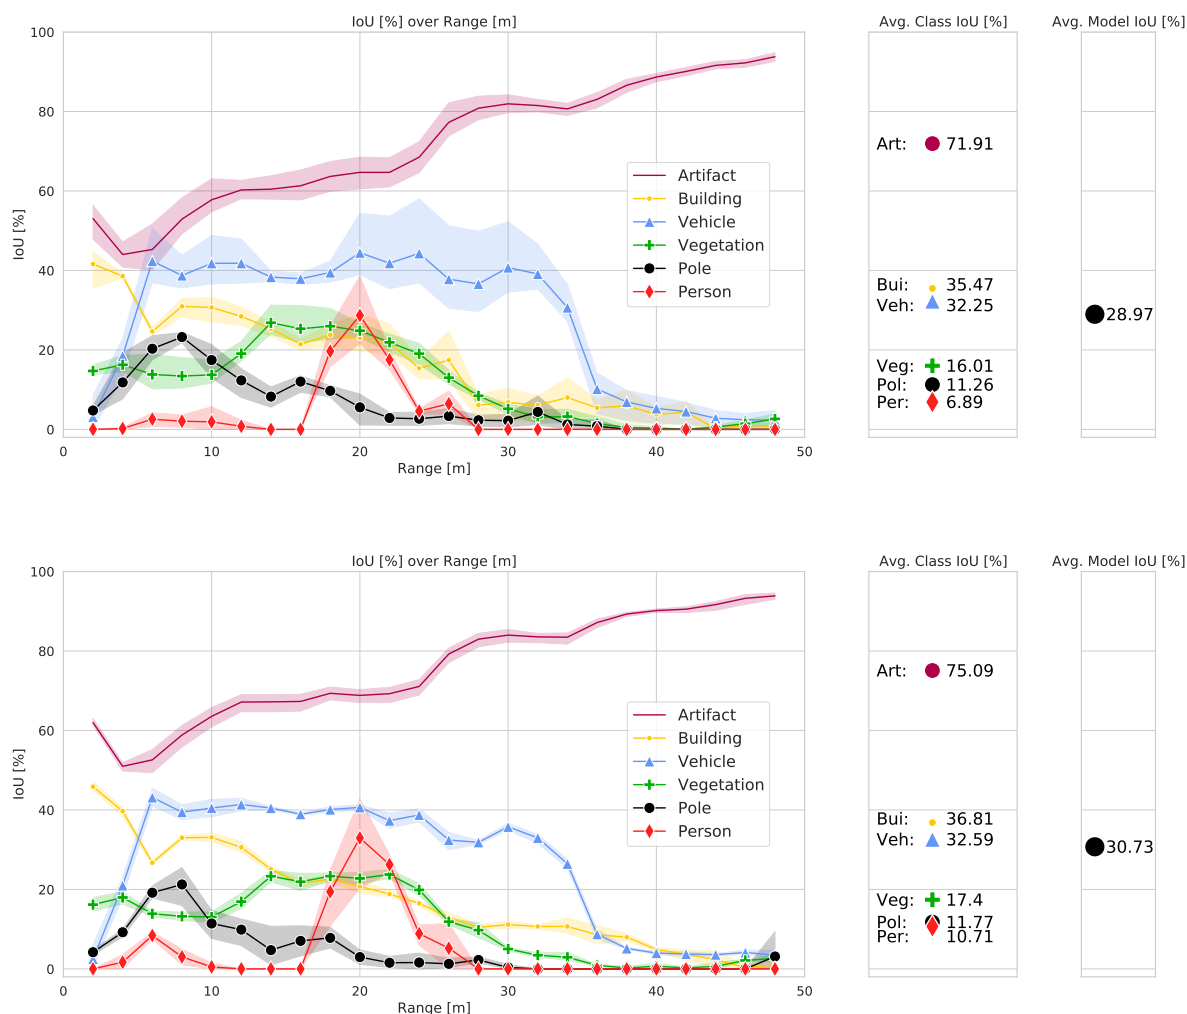 IoU [%] over Range [m]
Avg. Class IoU [%]
Avg. Model IoU [%]
100
80
60
40
20
0
IoU [%]
0 10 20 30 40 50
Range [m]
Artifact
Building
Vehicle
Vegetation
Pole
Person
Art: 71.91
Bui: 35.47
Veh: 32.25
Veg: 16.01
Pol: 11.26
Per: 6.89
28.97
IoU [%] over Range [m]
Avg. Class IoU [%]
Avg. Model IoU [%]
100
80
60
40
20
0
IoU [%]
0 10 20 30 40 50
Range [m]
Artifact
Building
Vehicle
Vegetation
Pole
Person
Art: 75.09
Bui: 36.81
Veh: 32.59
Veg: 17.4
Pol: 11.77
Per: 10.71
30.73